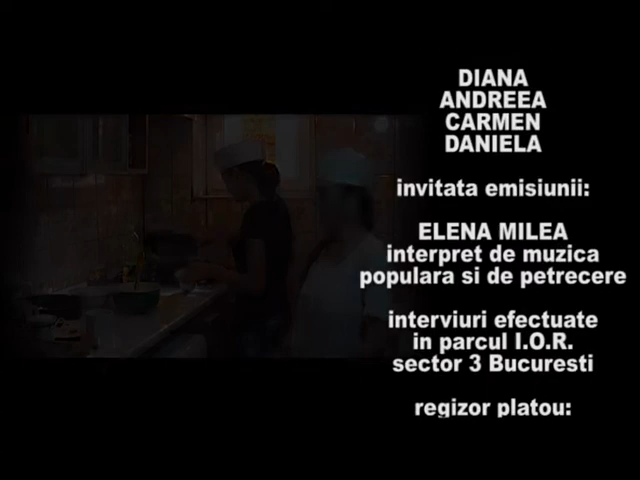 DIANA
ANDREEA
CARMEN
DANIELA
invitata emisiunii:
ELENA MILEA
interpret de muzica
populara si de petrecere
interviuri efectuate
in parcul I.O.R.
sector 3 Bucuresti
regizor platou: